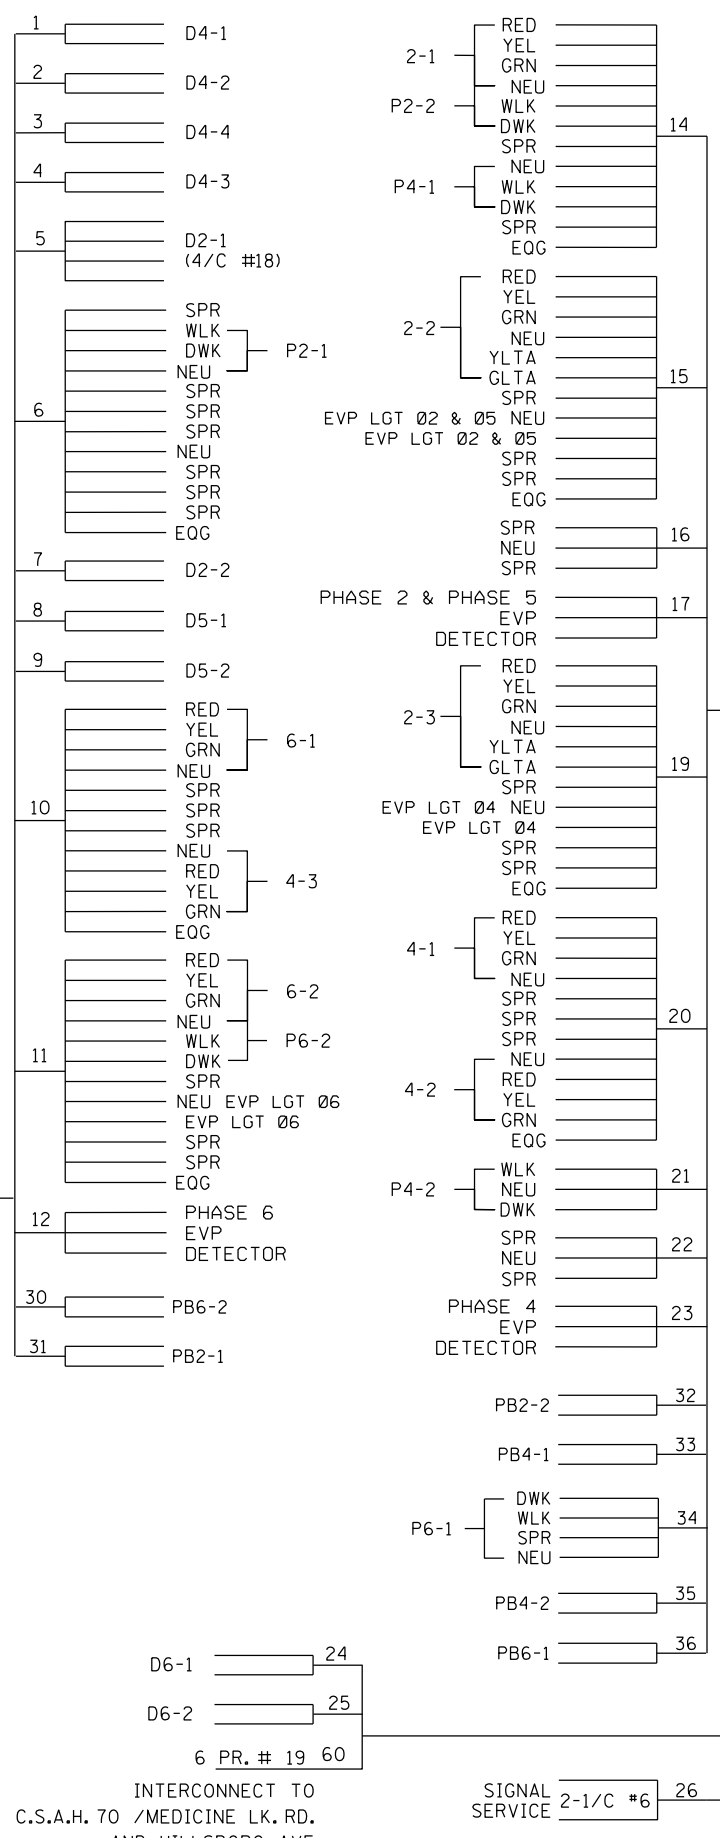 1 D4-1
2 D4-2
3 D4-4
4 D4-3
5 D2-1
(4/C #18)
SPR
WLK
DWK P2-1
NEU
SPR
6 SPR
SPR
NEU
SPR
SPR
SPR
EQG
7 D2-2
8 D5-1
9 D5-2
RED
YEL 6-1
GRN
NEU
SPR
10 SPR
SPR
NEU
RED 4-3
YEL
GRN
EQG
RED
YEL 6-2
GRN
NEU
WLK P6-2
11 DWK
SPR
NEU EVP LGT Ø6
EVP LGT Ø6
SPR
SPR
EQG
12 PHASE 6
EVP
DETECTOR
30 PB6-2
31 PB2-1
RED
2-1 YEL
GRN
NEU
P2-2 WLK
DWK 14
SPR
NEU
P4-1 WLK
DWK
SPR
EQG
RED
YEL
GRN
2-2 NEU
YLTA
GLTA 15
SPR
EVP LGT Ø2 & Ø5 NEU
EVP LGT Ø2 & Ø5
SPR
SPR
EQG
SPR
NEU 16
SPR
PHASE 2 & PHASE 5 17
EVP
DETECTOR
RED
YEL
GRN
2-3 NEU
YLTA
GLTA 19
SPR
EVP LGT Ø4 NEU
EVP LGT Ø4
SPR
SPR
EQG
RED
4-1 YEL
GRN
NEU
SPR
SPR 20
SPR
NEU
4-2 RED
YEL
GRN
EQG
WLK 21
P4-2 NEU
DWK
SPR
NEU 22
SPR
PHASE 4 23
EVP
DETECTOR
PB2-2 32
PB4-1 33
DWK
P6-1 WLK 34
SPR
NEU
PB4-2 35
PB6-1 36
D6-1 24
D6-2 25
6 PR. # 19 60
INTERCONNECT TO
C.S.A.H. 70 /MEDICINE LK. RD.
SIGNAL
SERVICE 2-1/C #6 26